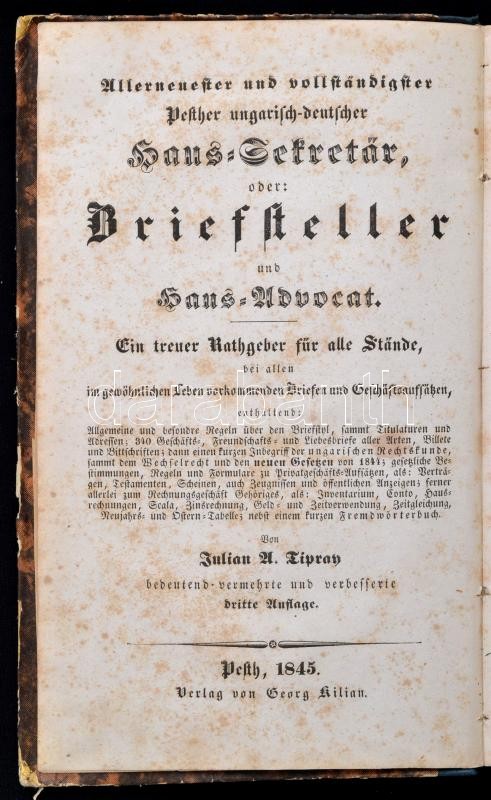 Allerneuester und vollständigster
Pesther ungarisch-deutscher
Haus-Sekretär,
oder:
Briefsteller
und
Haus-Advocat.
Ein treuer Rathgeber für alle Stände,
bei allen
im gewöhnlichen Leben vorkommenden Briefen und Geschäftsaufsätzen,
enthaltend:
Allgemeine und besondre Regeln über den Briefstyl, sammt Titulaturen und
Adressen; 340 Geschäfts-, Freundschafts- und Liebesbriefe aller Arten, Billete
und Bittschriften; dann einen kurzen Inbegriff der ungarischen Rechtskunde,
sammt dem Wechselrecht und den neuen Gesetzen von 1844; gesetzliche Be-
stimmungen, Regeln und Formulare zu Privatgeschäfts-Aufsätzen, als: Verträ-
gen, Testamenten, Scheinen, auch Zeugnissen und öffentlichen Anzeigen; ferner
allerlei zum Rechnungsgeschäft Gehöriges, als: Inventarium, Conto, Haus-
rechnungen, Scala, Zinsrechnung, Geld- und Zeitverwendung, Zeitgleichung,
Neujahrs- und Ostern-Tabelle; nebst einem kurzen Fremdwörterbuch.
Von
Julian A. Tipray
bedeutend-vermehrte und verbesserte
dritte Auflage.
Pesth, 1845.
Verlag von Georg Kilian.
darabanth